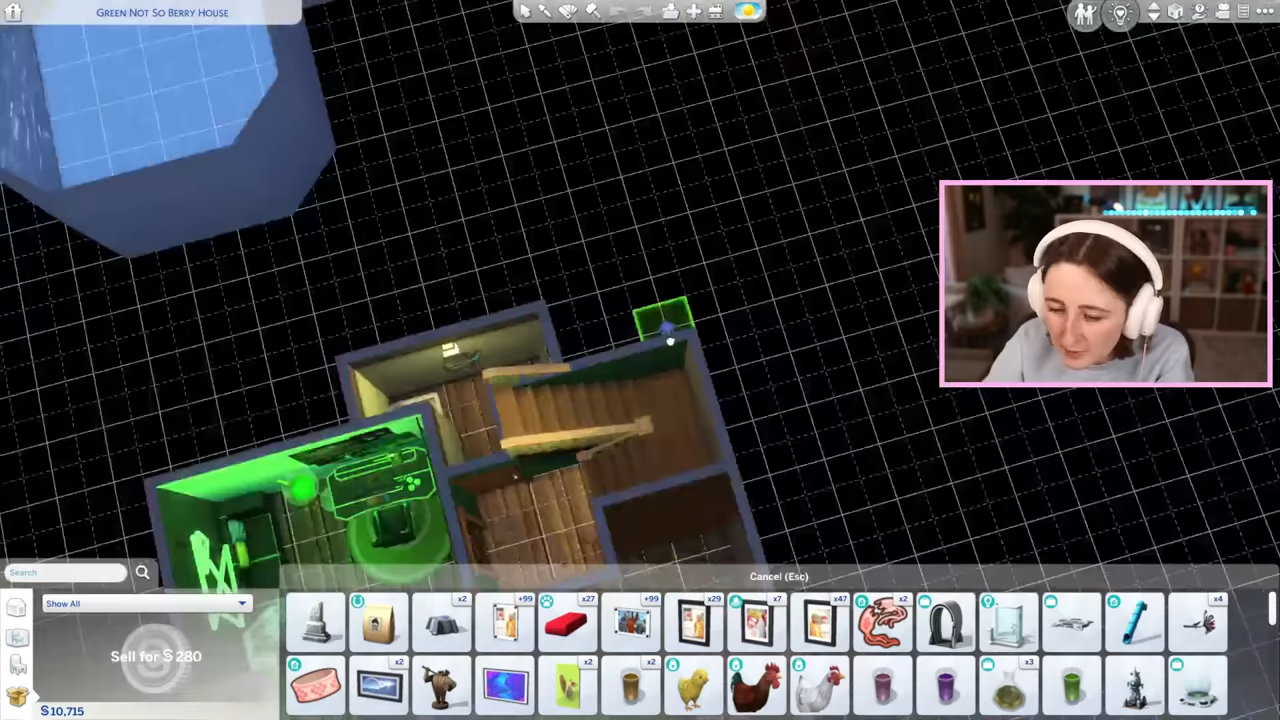 GREEN NOT SO BERRY HOUSE
Cancel (Esc)
Search
Show All
Sell for §280
§10,715
x2
+99
x27
+99
x29
x7
x47
x2
x4
x2
x2
x2
x3